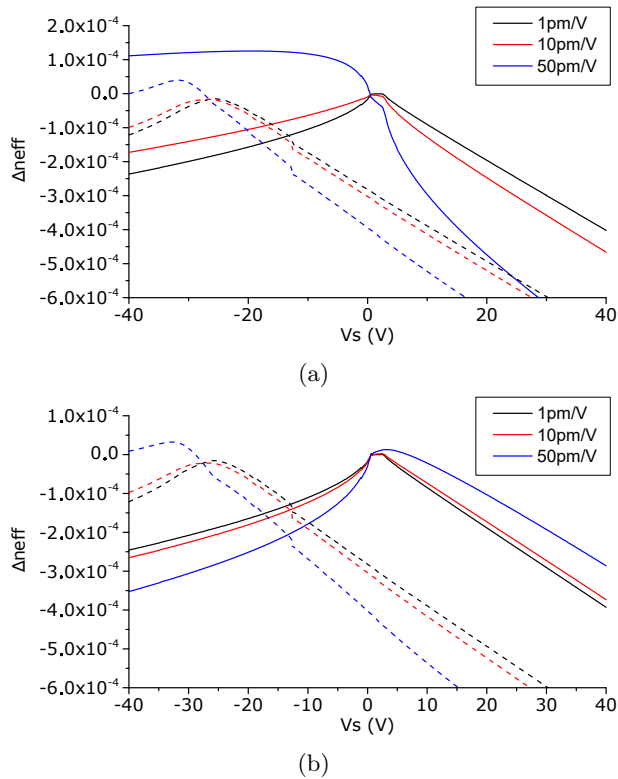 1pm/V
10pm/V
50pm/V
2.0x10⁻⁴
1.0x10⁻⁴
0.0
-1.0x10⁻⁴
-2.0x10⁻⁴
-3.0x10⁻⁴
-4.0x10⁻⁴
-5.0x10⁻⁴
-6.0x10⁻⁴
Δneff
-40 -20 0 20 40
Vs (V)
(a)
1pm/V
10pm/V
50pm/V
1.0x10⁻⁴
0.0
-1.0x10⁻⁴
-2.0x10⁻⁴
-3.0x10⁻⁴
-4.0x10⁻⁴
-5.0x10⁻⁴
-6.0x10⁻⁴
Δneff
-40 -30 -20 -10 0 10 20 30 40
Vs (V)
(b)